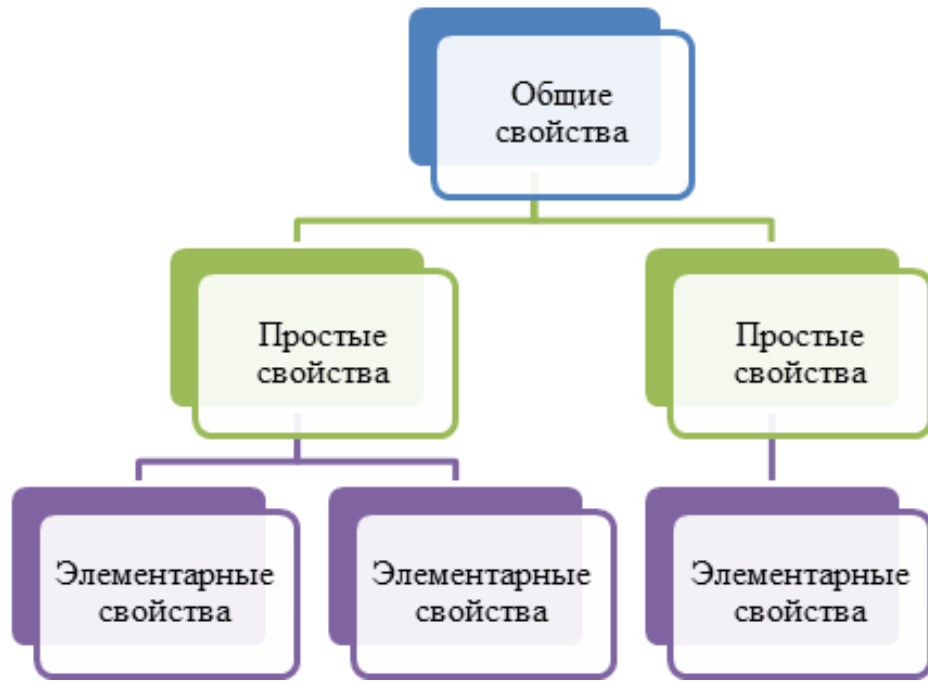 Общие
свойства
Простые
свойства
Простые
свойства
Элементарные
свойства
Элементарные
свойства
Элементарные
свойства